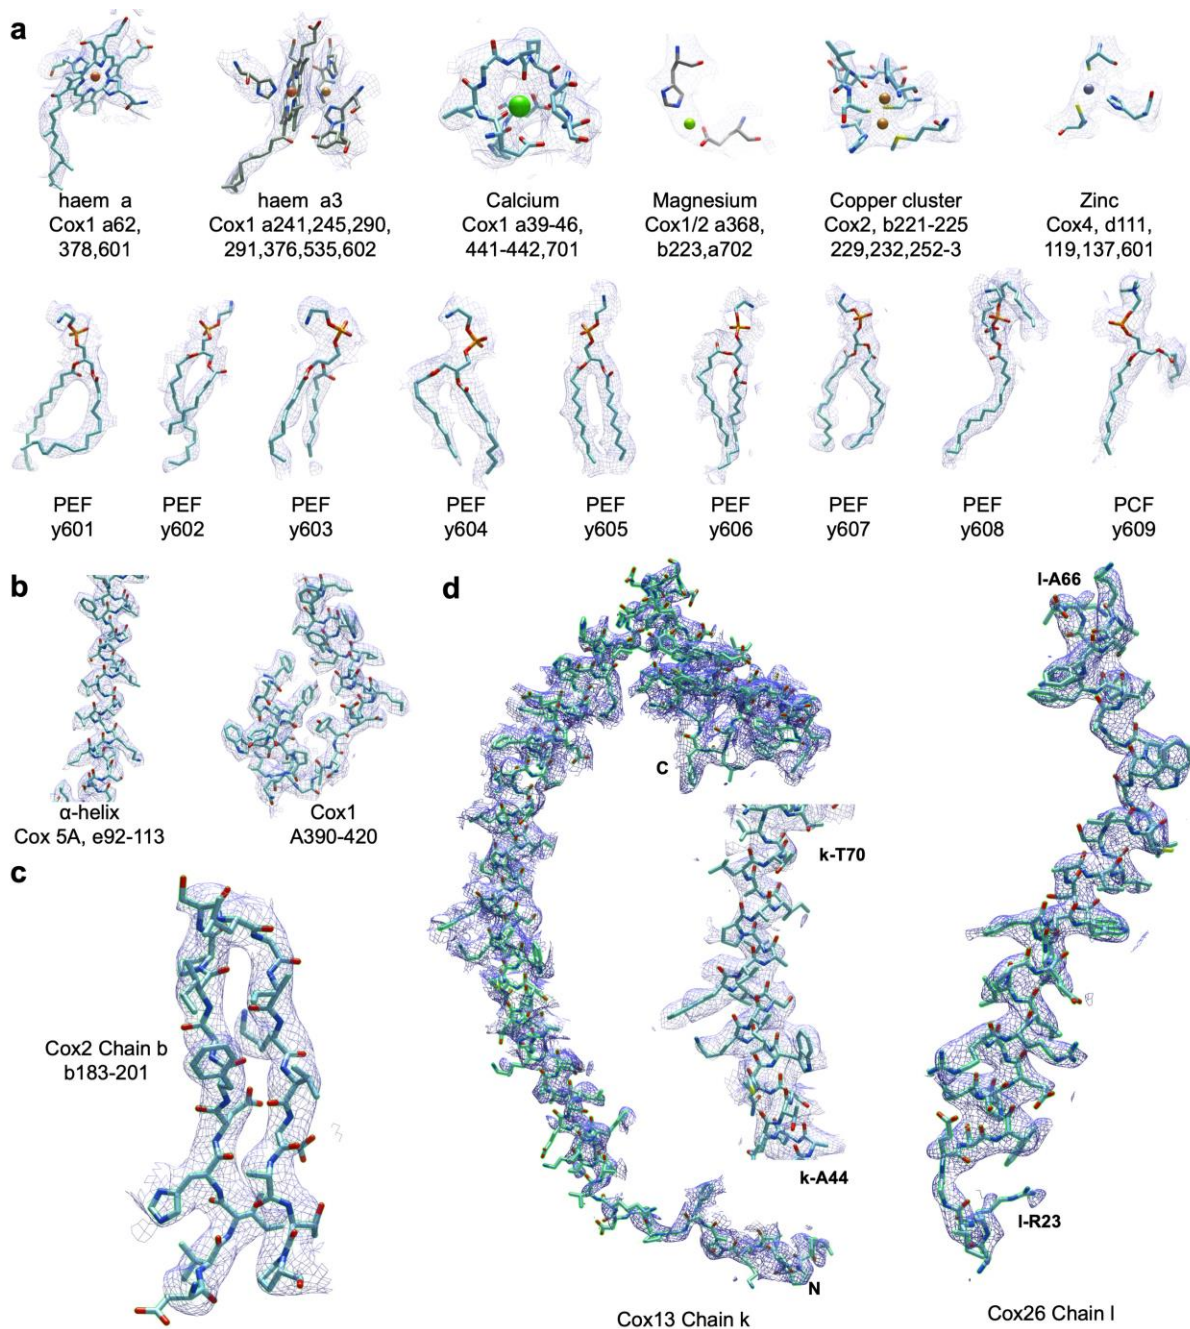 a
haem a
Cox1 a62,
378,601
haem a3
Cox1 a241,245,290,
291,376,535,602
Calcium
Cox1 a39-46,
441-442,701
Magnesium
Cox1/2 a368,
b223,a702
Copper cluster
Cox2, b221-225
229,232,252-3
Zinc
Cox4, d111,
119,137,601
PEF
y601
PEF
y602
PEF
y603
PEF
y604
PEF
y605
PEF
y606
PEF
y607
PEF
y608
PCF
y609
b
α-helix
Cox 5A, e92-113
Cox1
A390-420
c
Cox2 Chain b
b183-201
d
C
N
k-T70
k-A44
Cox13 Chain k
l-A66
l-R23
Cox26 Chain l